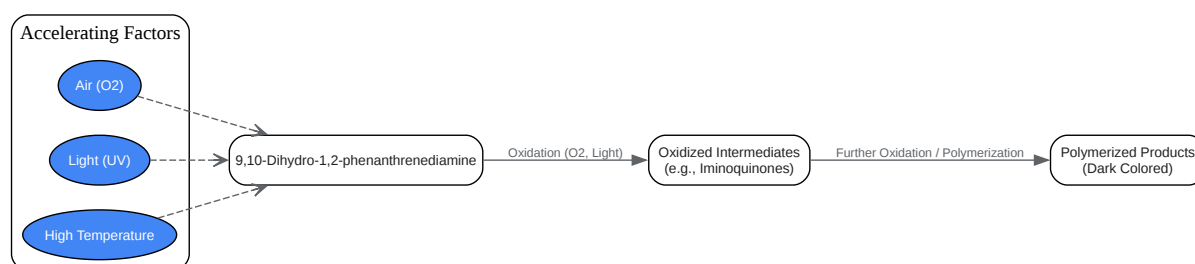 Accelerating Factors
Air (O2)
Light (UV)
High Temperature
9,10-Dihydro-1,2-phenanthrenediamine
Oxidation (O2, Light)
Oxidized Intermediates
(e.g., Iminoquinones)
Further Oxidation / Polymerization
Polymerized Products
(Dark Colored)